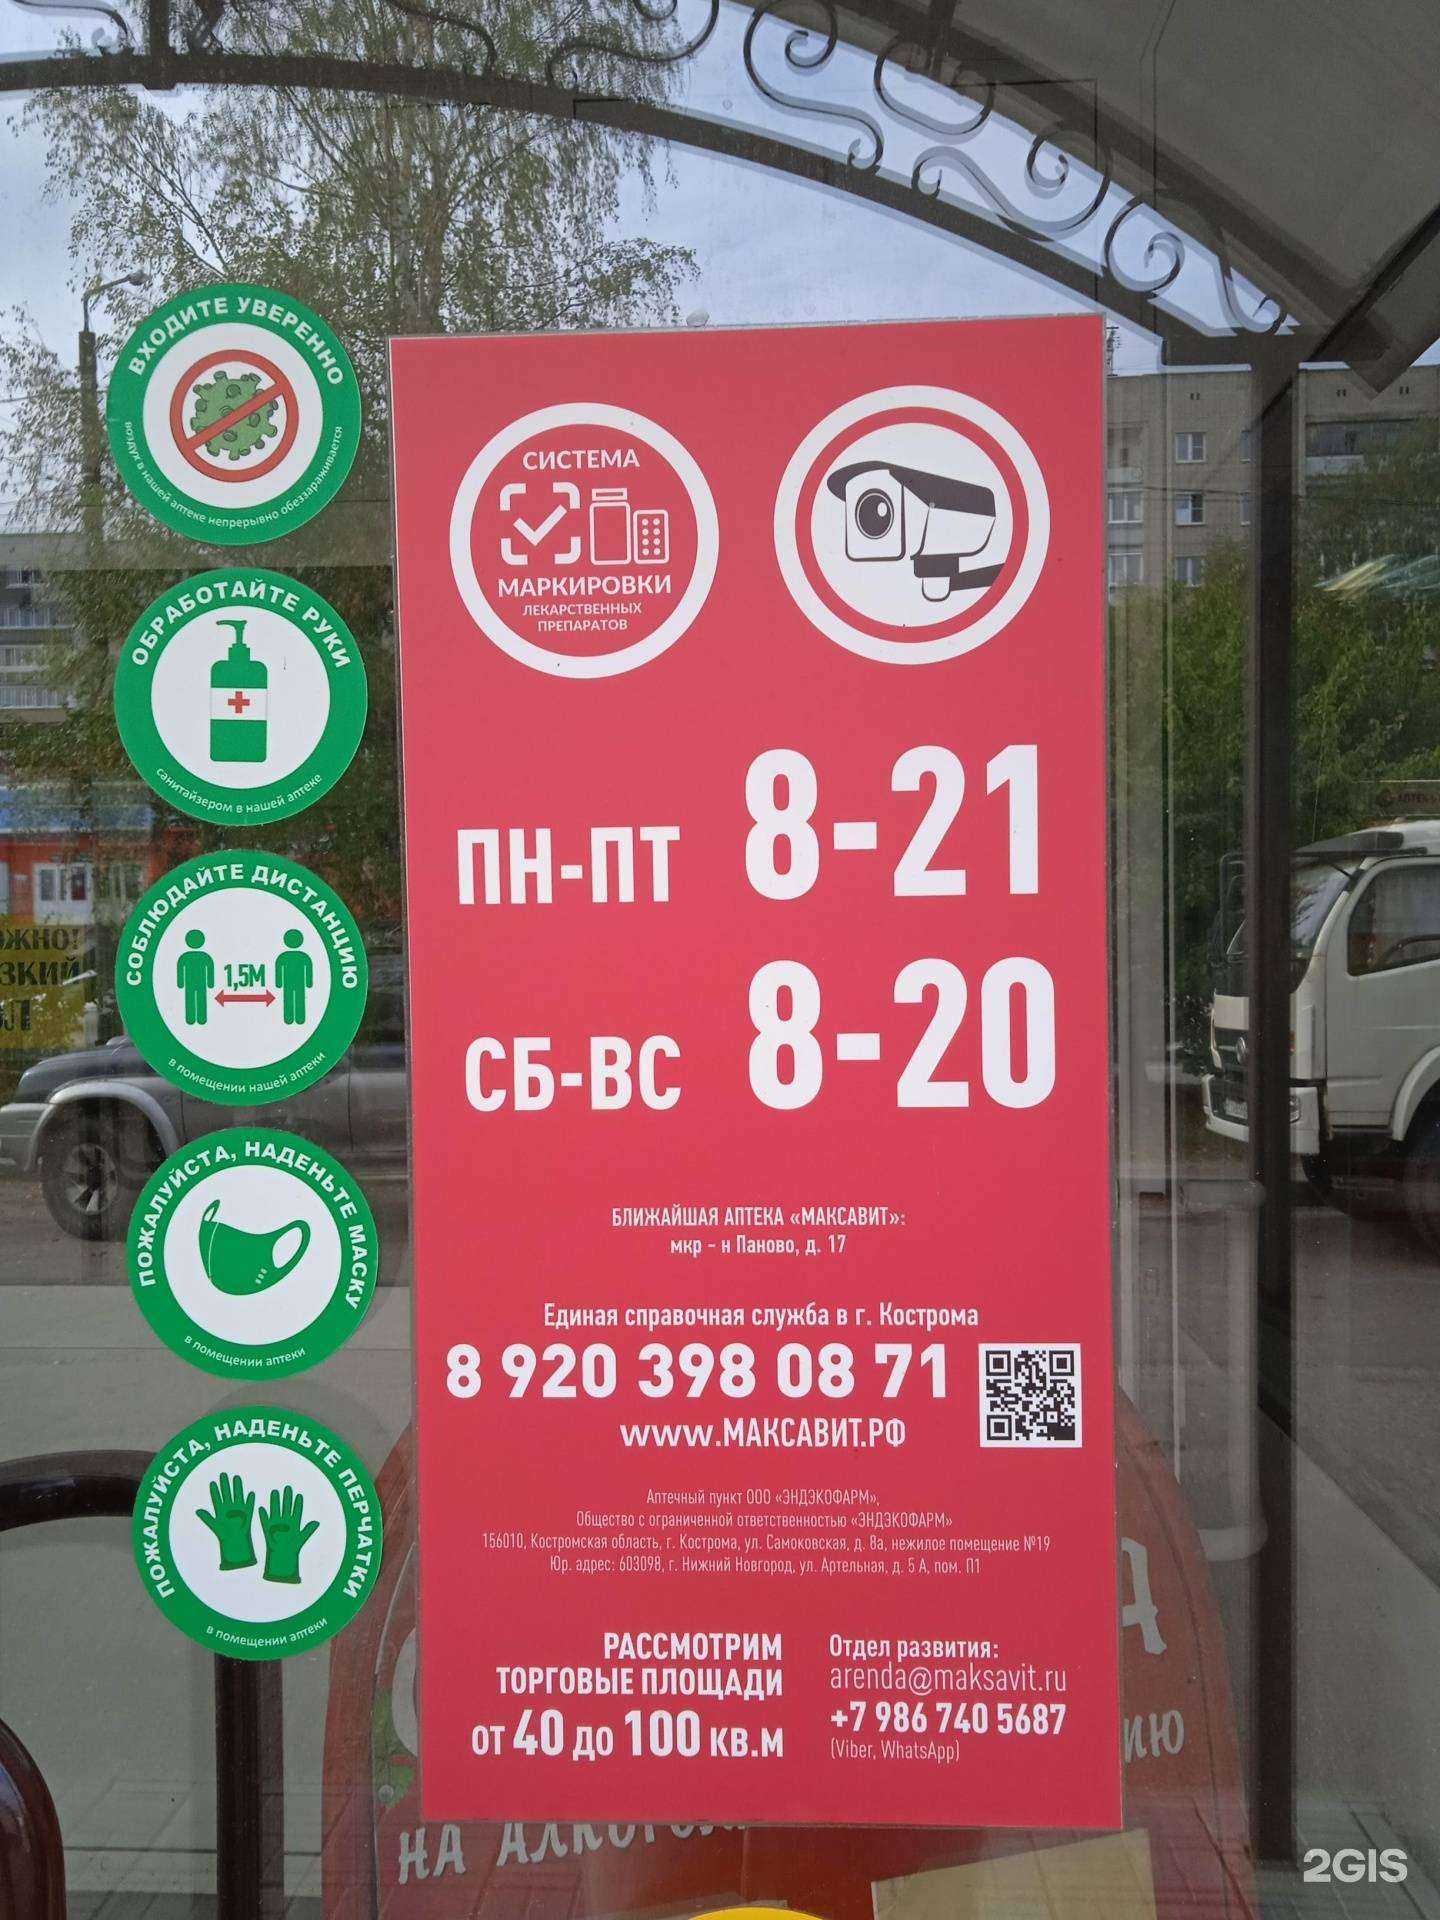 ВХОДИТЕ УВЕРЕННО
воздух в нашей аптеке непрерывно обеззараживается
ОБРАБОТАЙТЕ РУКИ
санитайзером в нашей аптеке
СОБЛЮДАЙТЕ ДИСТАНЦИЮ
1,5М
в помещении нашей аптеки
ПОЖАЛУЙСТА, НАДЕНЬТЕ МАСКУ
в помещении аптеки
ПОЖАЛУЙСТА, НАДЕНЬТЕ ПЕРЧАТКИ
в помещении аптеки
СИСТЕМА
МАРКИРОВКИ
ЛЕКАРСТВЕННЫХ
ПРЕПАРАТОВ
ПН-ПТ 8-21
СБ-ВС 8-20
БЛИЖАЙШАЯ АПТЕКА «МАКСАВИТ»:
мкр - н Паново, д. 17
Единая справочная служба в г. Кострома
8 920 398 08 71
www.МАКСАВИТ.РФ
Аптечный пункт ООО «ЭНДЭКОФАРМ»,
Общество с ограниченной ответственностью «ЭНДЭКОФАРМ»
156010, Костромская область, г. Кострома, ул. Самоковская, д. 8а, нежилое помещение №19
Юр. адрес: 603098, г. Нижний Новгород, ул. Артельная, д. 5 А, пом. П1
РАССМОТРИМ
ТОРГОВЫЕ ПЛОЩАДИ
от 40 до 100 кв.м
Отдел развития:
arenda@maksavit.ru
+7 986 740 5687
(Viber, WhatsApp)
НА
2GIS